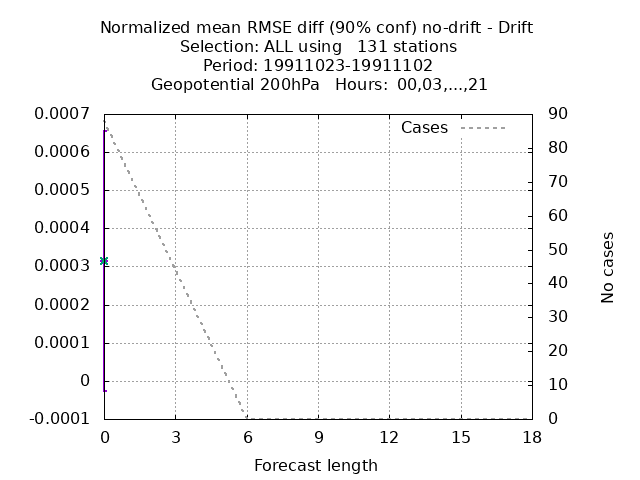 Normalized mean RMSE diff (90% conf) no-drift - Drift
Selection: ALL using   131 stations
Period: 19911023-19911102
Geopotential 200hPa   Hours:  00,03,...,21
Cases
0.0007
0.0006
0.0005
0.0004
0.0003
0.0002
0.0001
0
-0.0001
90
80
70
60
50
40
30
20
10
0
No cases
0 3 6 9 12 15 18
Forecast length